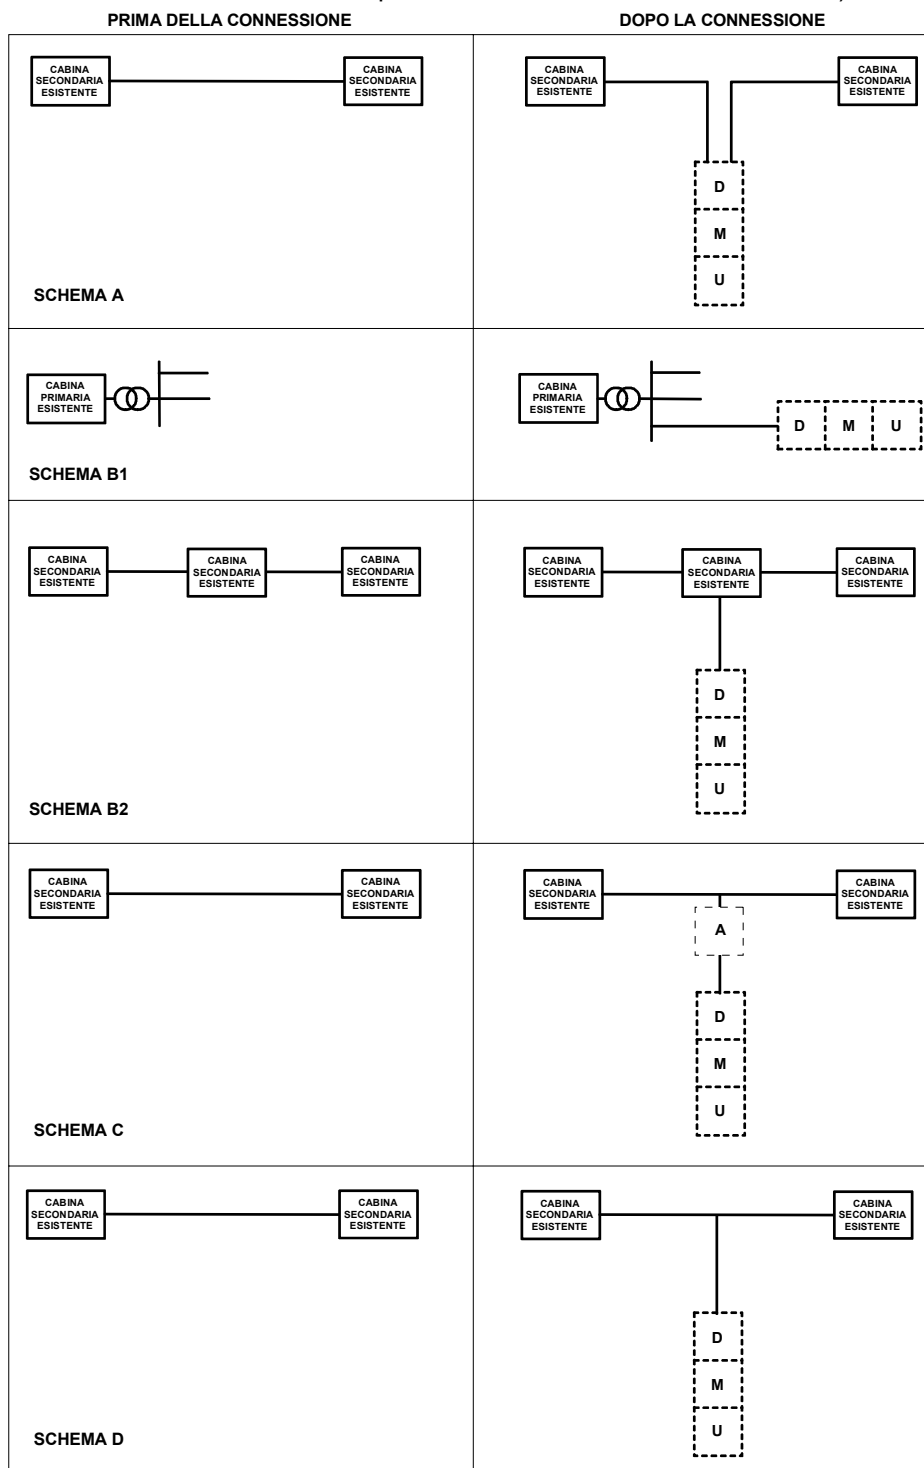 PRIMA DELLA CONNESSIONE
DOPO LA CONNESSIONE
CABINA
SECONDARIA
ESISTENTE
CABINA
SECONDARIA
ESISTENTE
SCHEMA A
CABINA
SECONDARIA
ESISTENTE
CABINA
SECONDARIA
ESISTENTE
D
M
U
CABINA
PRIMARIA
ESISTENTE
SCHEMA B1
CABINA
PRIMARIA
ESISTENTE
D M U
CABINA
SECONDARIA
ESISTENTE
CABINA
SECONDARIA
ESISTENTE
CABINA
SECONDARIA
ESISTENTE
SCHEMA B2
CABINA
SECONDARIA
ESISTENTE
CABINA
SECONDARIA
ESISTENTE
CABINA
SECONDARIA
ESISTENTE
D
M
U
CABINA
SECONDARIA
ESISTENTE
CABINA
SECONDARIA
ESISTENTE
SCHEMA C
CABINA
SECONDARIA
ESISTENTE
CABINA
SECONDARIA
ESISTENTE
A
D
M
U
CABINA
SECONDARIA
ESISTENTE
CABINA
SECONDARIA
ESISTENTE
SCHEMA D
CABINA
SECONDARIA
ESISTENTE
CABINA
SECONDARIA
ESISTENTE
D
M
U